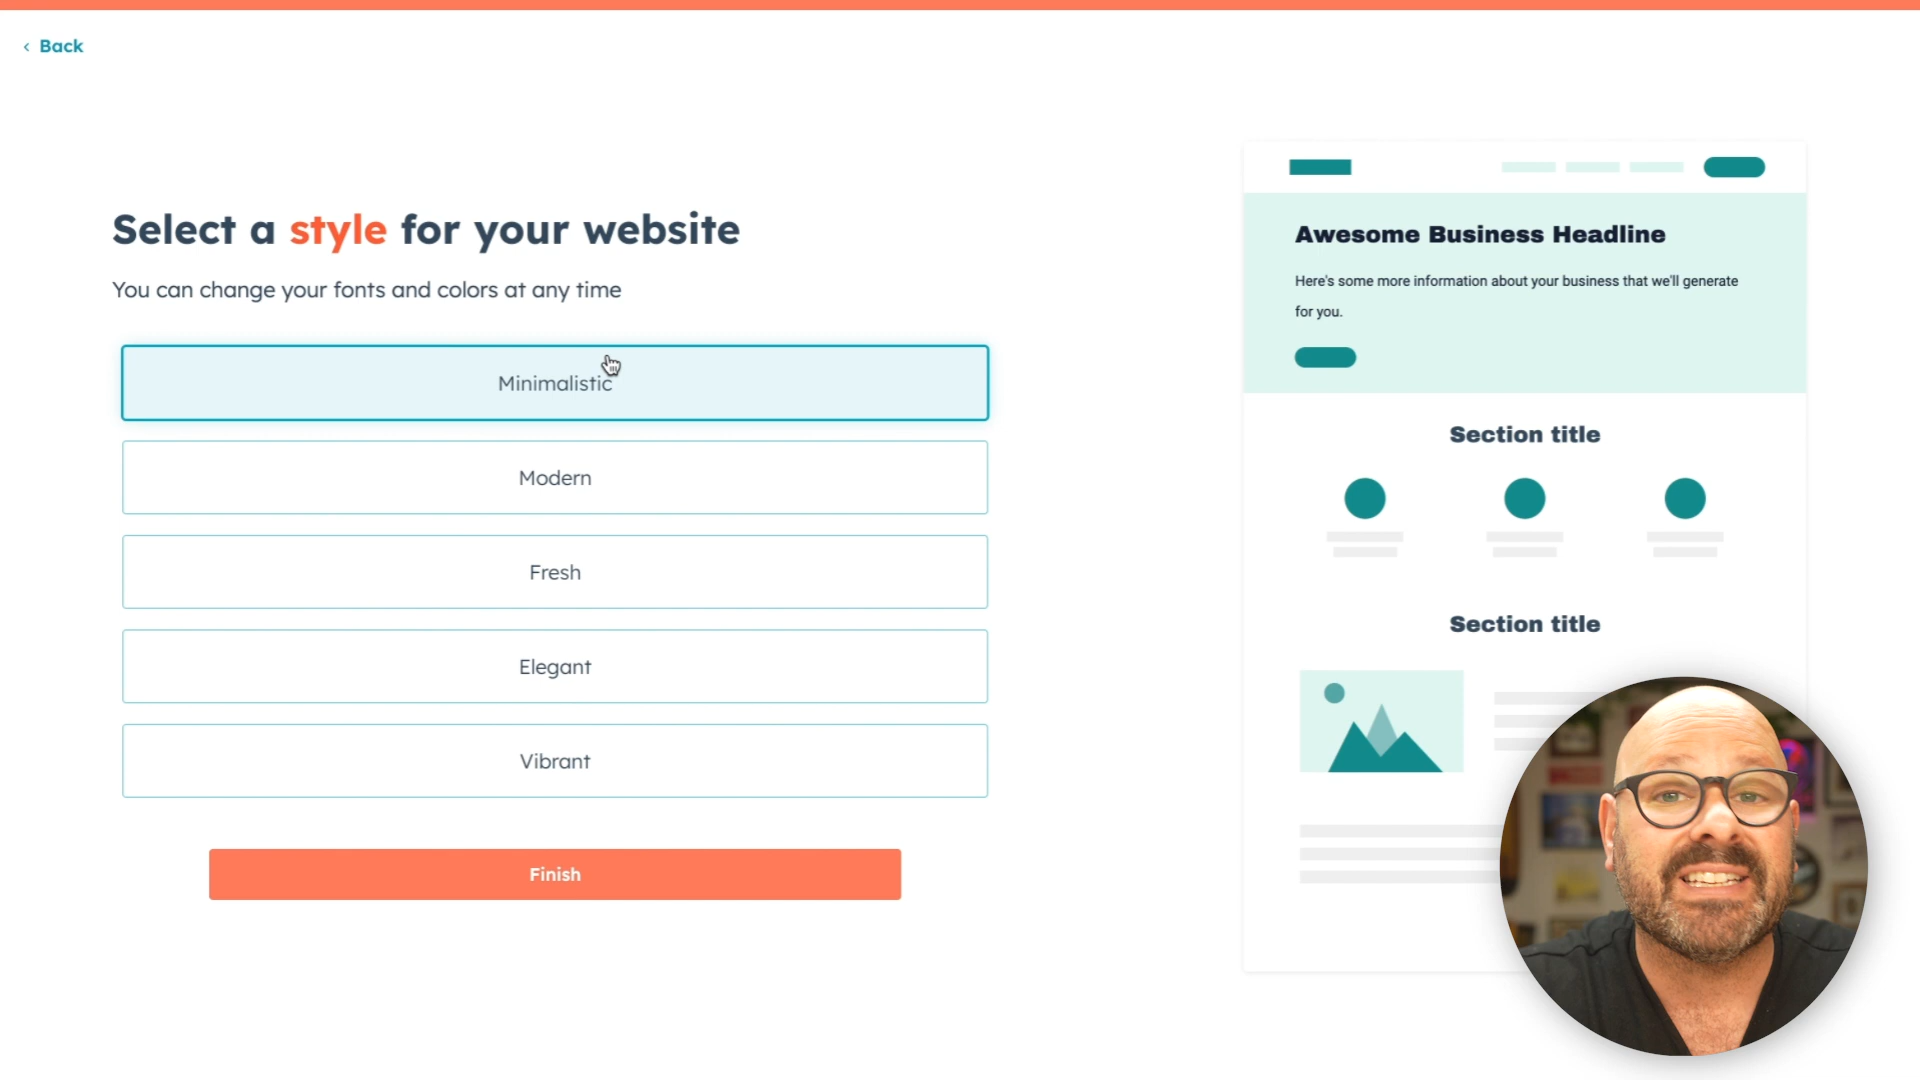 Back
Select a style for your website
You can change your fonts and colors at any time
Minimalistic
Modern
Fresh
Elegant
Vibrant
Finish
Awesome Business Headline
Here's some more information about your business that we'll generate
for you.
Section title
Section title